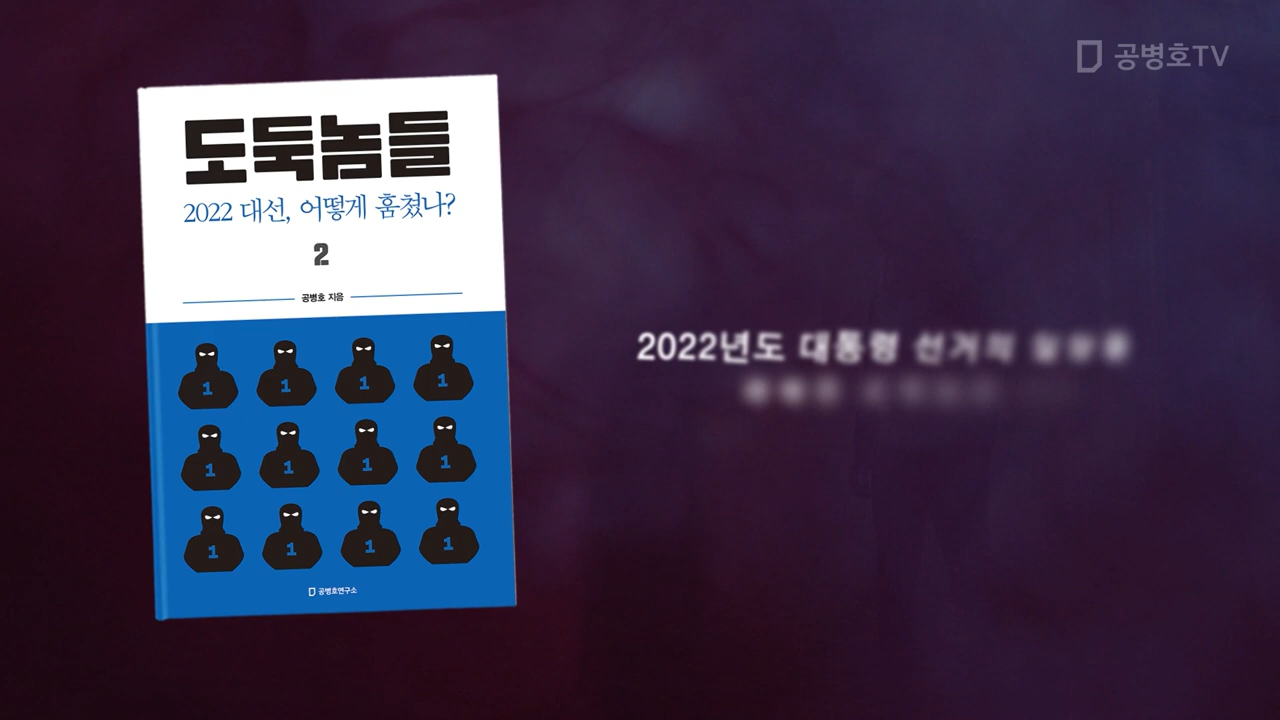 공병호TV
도둑놈들
2022 대선, 어떻게 훔쳤나?
2
공병호 지음
1 1 1 1
1 1 1 1
1 1 1 1
공병호연구소
2022년도 대통령 선거의